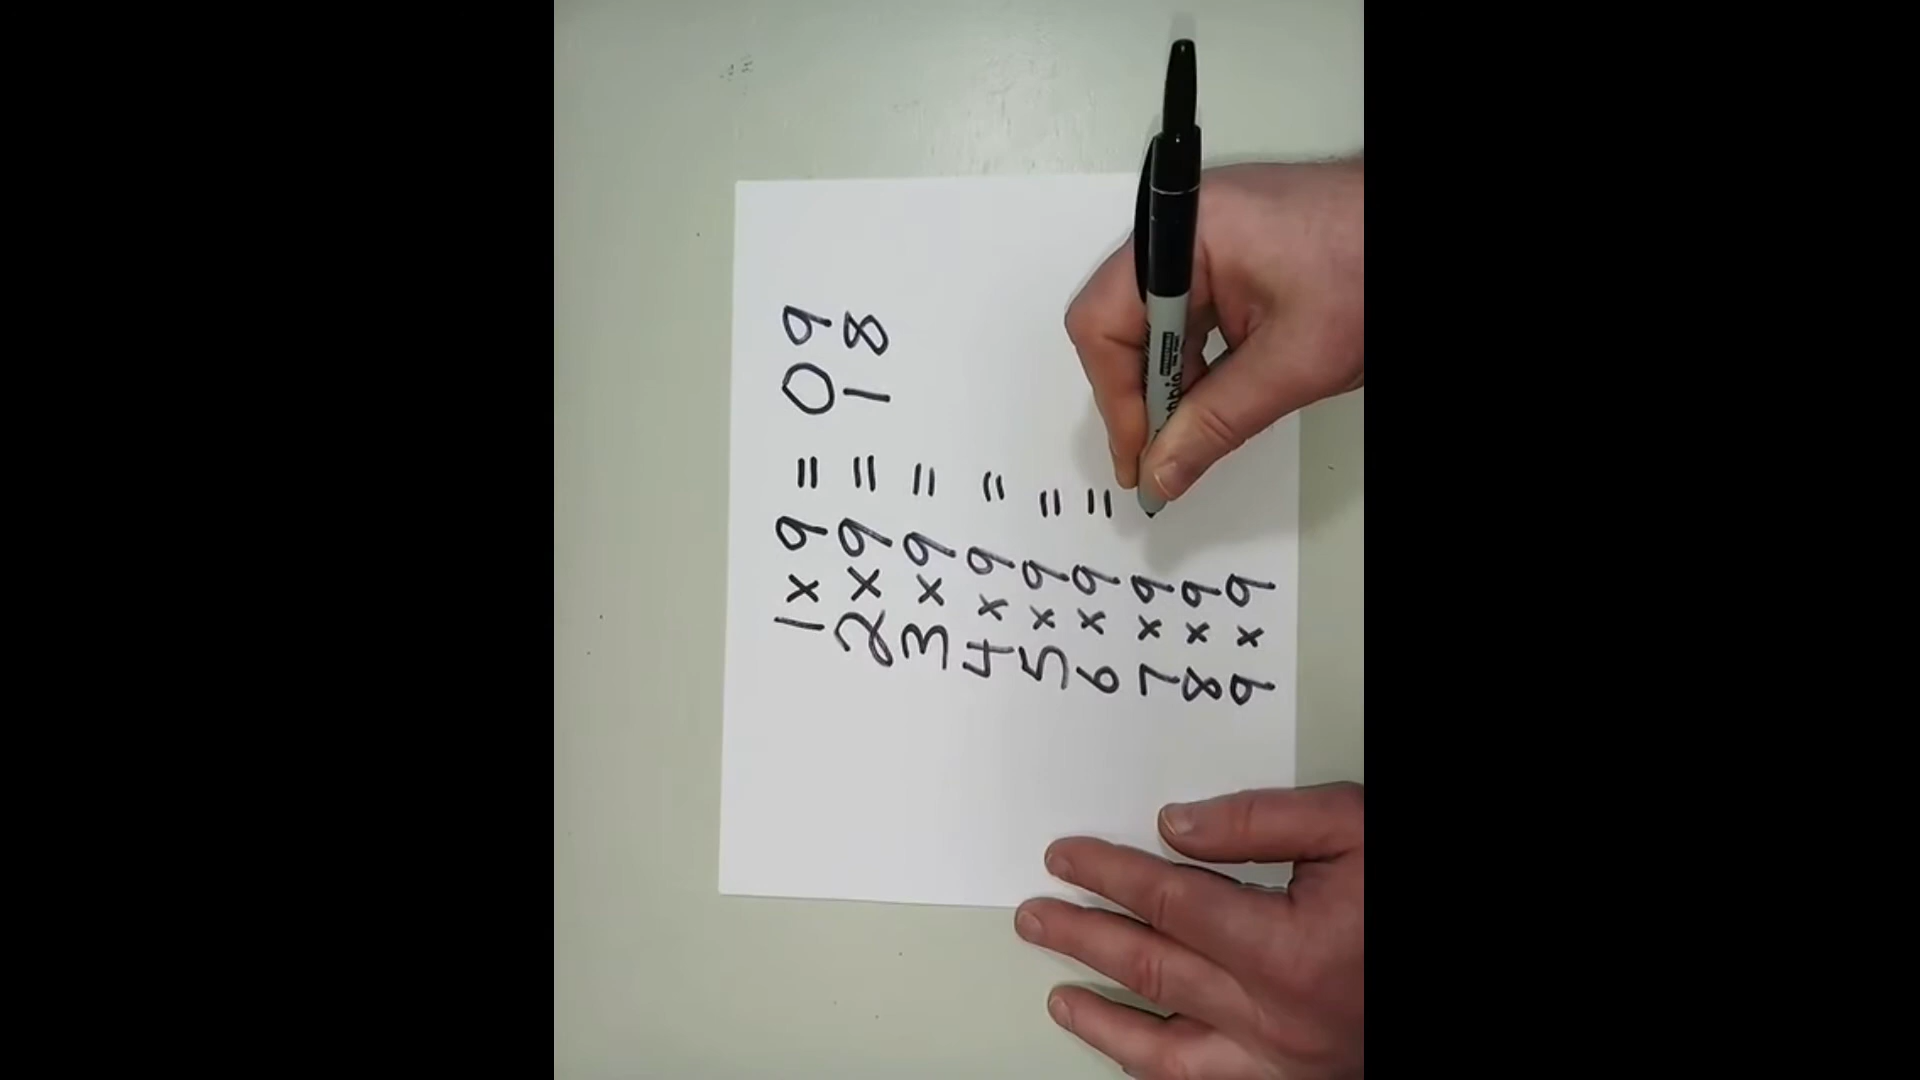 1 x 9 = 09
2 x 9 = 18
3 x 9 =
4 x 9 =
5 x 9 =
6 x 9 =
7 x 9
8 x 9
9 x 9